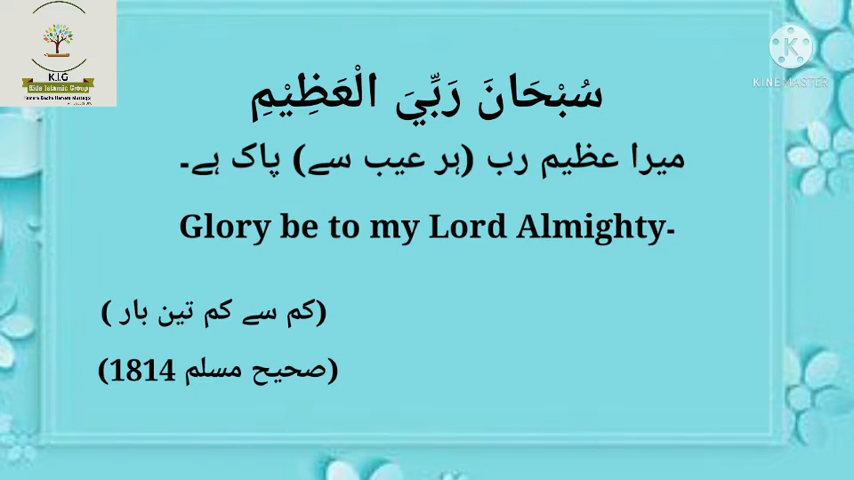 K.I.G
Kids Islamic Group
KINEMASTER
سُبْحَانَ رَبِّيَ الْعَظِيْمِ
میرا عظیم رب (ہر عیب سے) پاک ہے۔
Glory be to my Lord Almighty-
(کم سے کم تین بار )
(صحیح مسلم 1814)